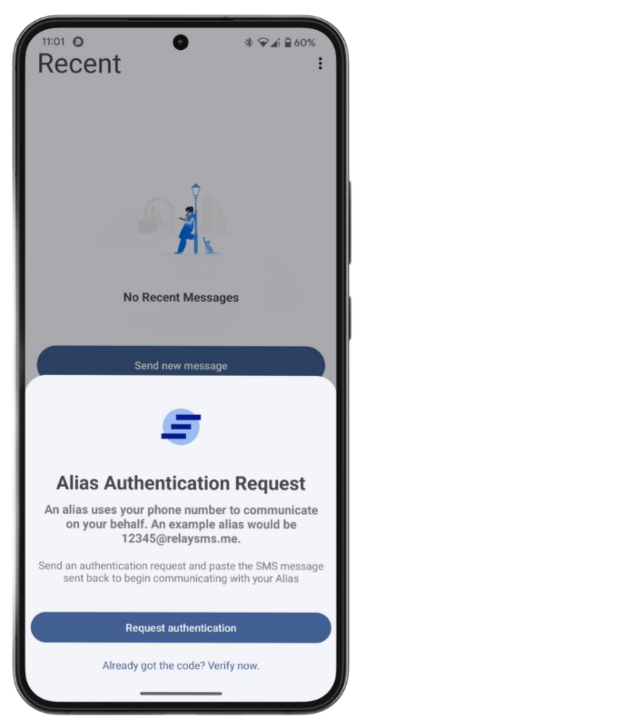 11:01
60%
Recent
No Recent Messages
Send new message
Alias Authentication Request
An alias uses your phone number to communicate
on your behalf. An example alias would be
12345@relaysms.me.
Send an authentication request and paste the SMS message
sent back to begin communicating with your Alias
Request authentication
Already got the code? Verify now.